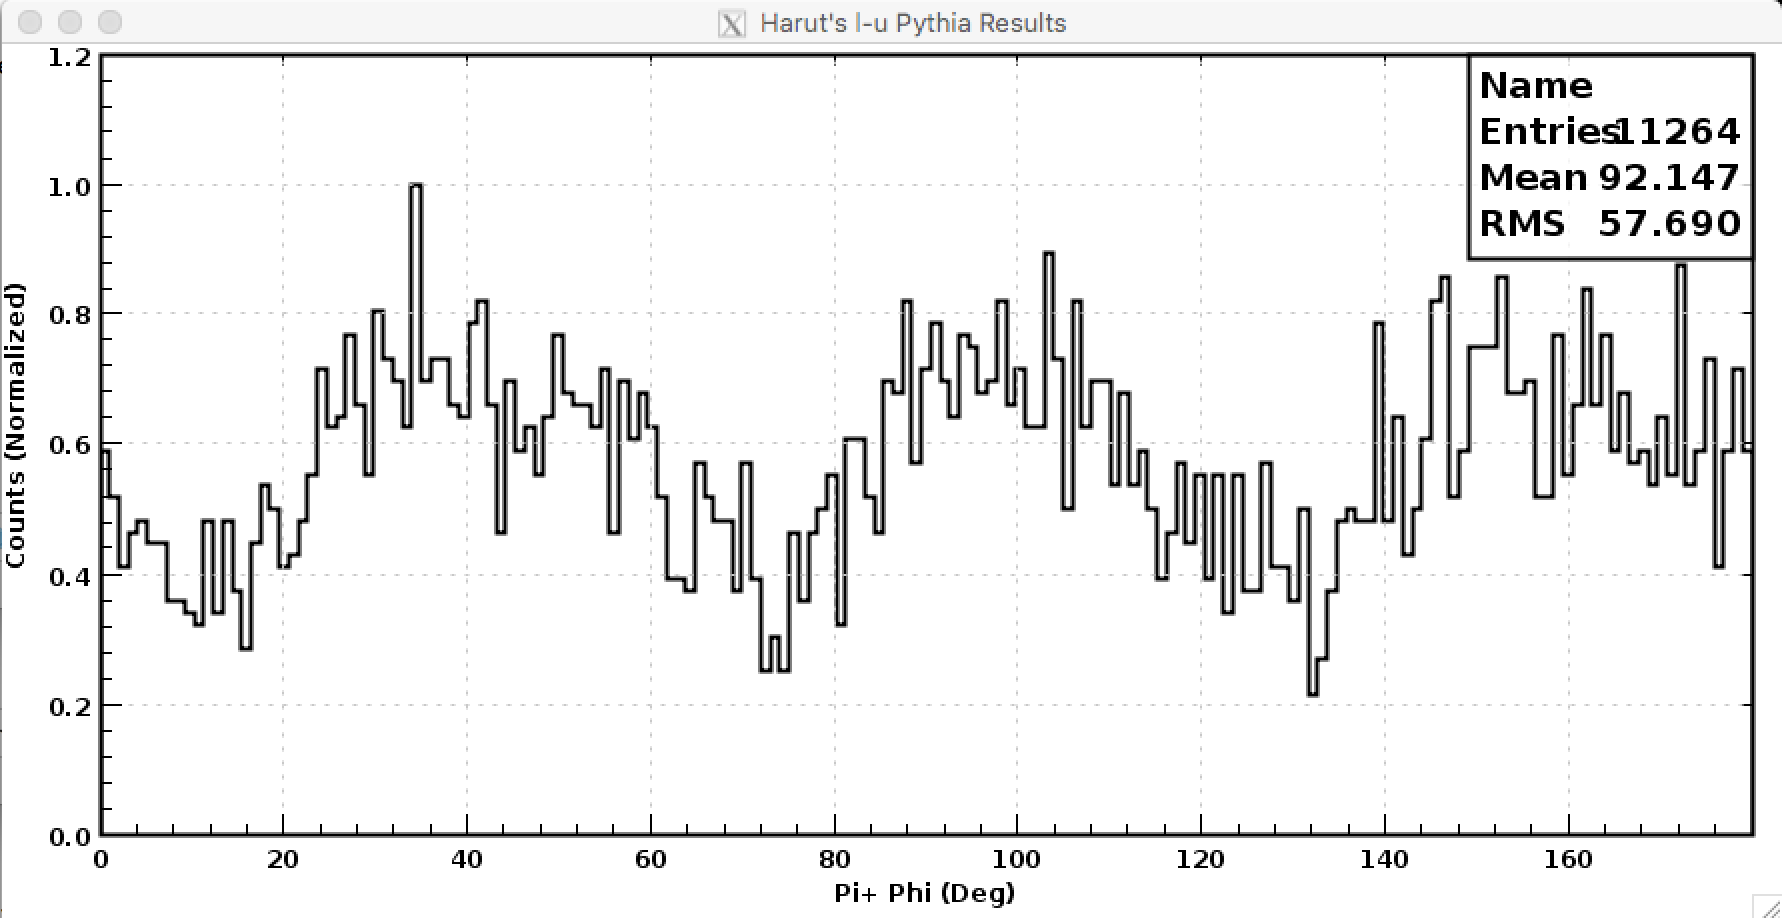 Harut's l-u Pythia Results
Name
Entries 11264
Mean 92.147
RMS 57.690
Counts (Normalized)
1.2
1.0
0.8
0.6
0.4
0.2
0.0
0 20 40 60 80 100 120 140 160
Pi+ Phi (Deg)